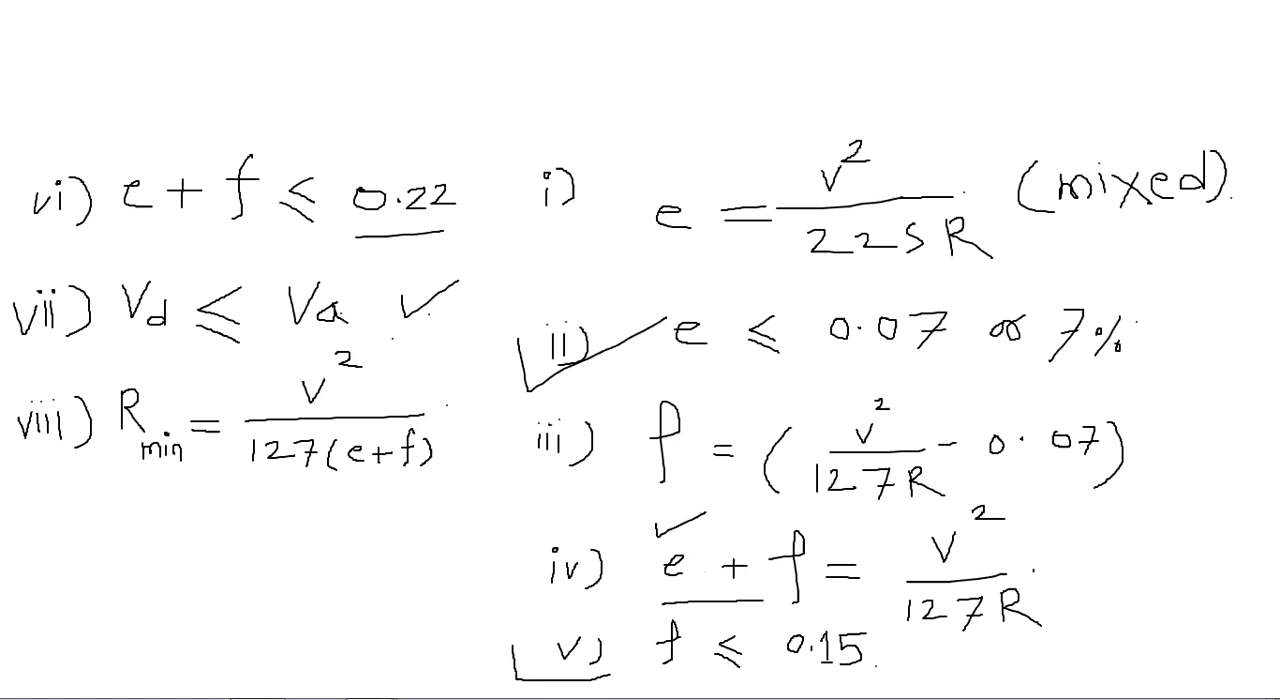 i) e = v²/225R (mixed).
ii) e ≤ 0.07 or 7%
iii) f = (v²/127R - 0.07)
iv) e + f = v²/127R
v) f ≤ 0.15.
vi) e + f ≤ 0.22
vii) Vd ≤ Va ✓
viii) Rmin = v²/127(e+f)